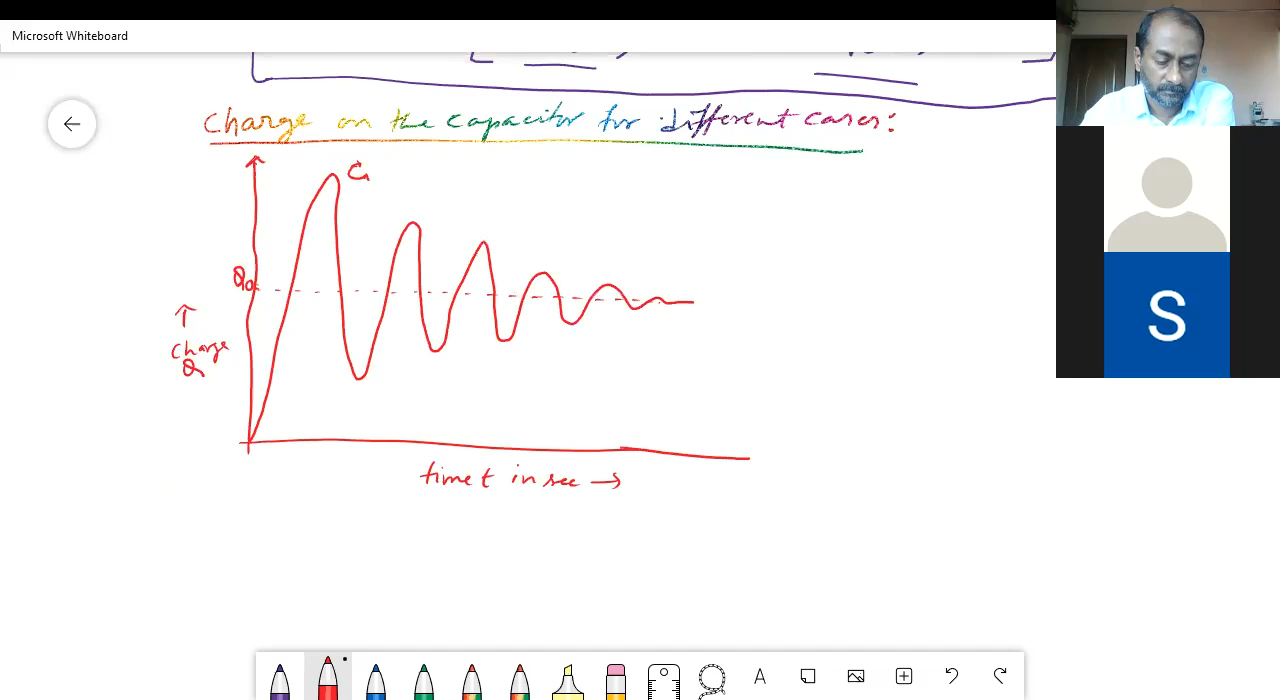 Microsoft Whiteboard
Charge on the capacitor for different cases:
Q0
↑
Charge
Q
time t in sec →
S
A